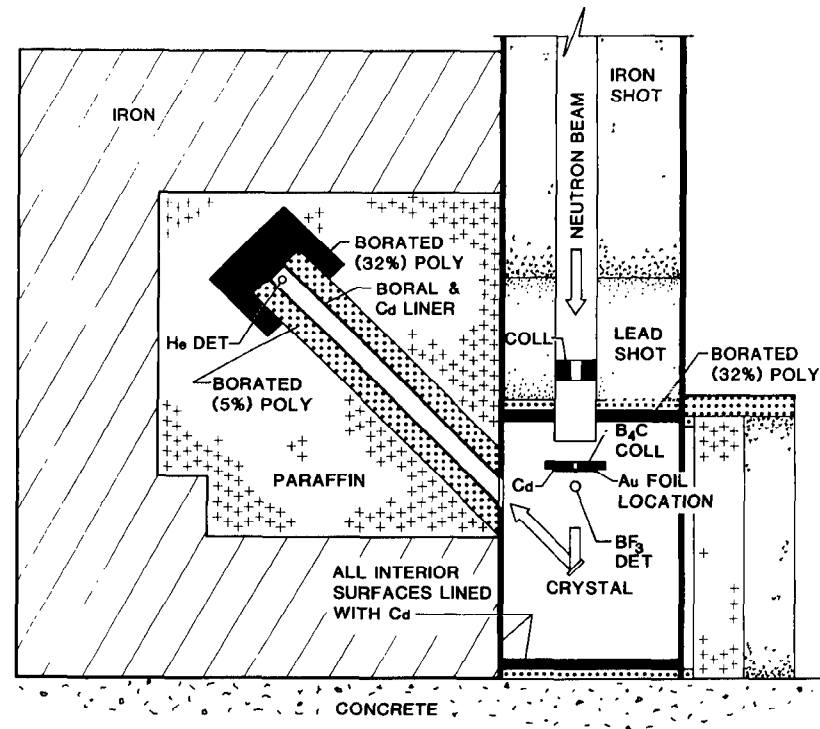 IRON
NEUTRON BEAM
IRON
SHOT
BORATED
(32%) POLY
BORAL &
Cd LINER
He DET
BORATED
(5%) POLY
PARAFFIN
COLL
LEAD
SHOT
BORATED
(32%) POLY
B₄C
COLL
Cd
Au FOIL
LOCATION
BF₃
DET
CRYSTAL
ALL INTERIOR
SURFACES LINED
WITH Cd
CONCRETE